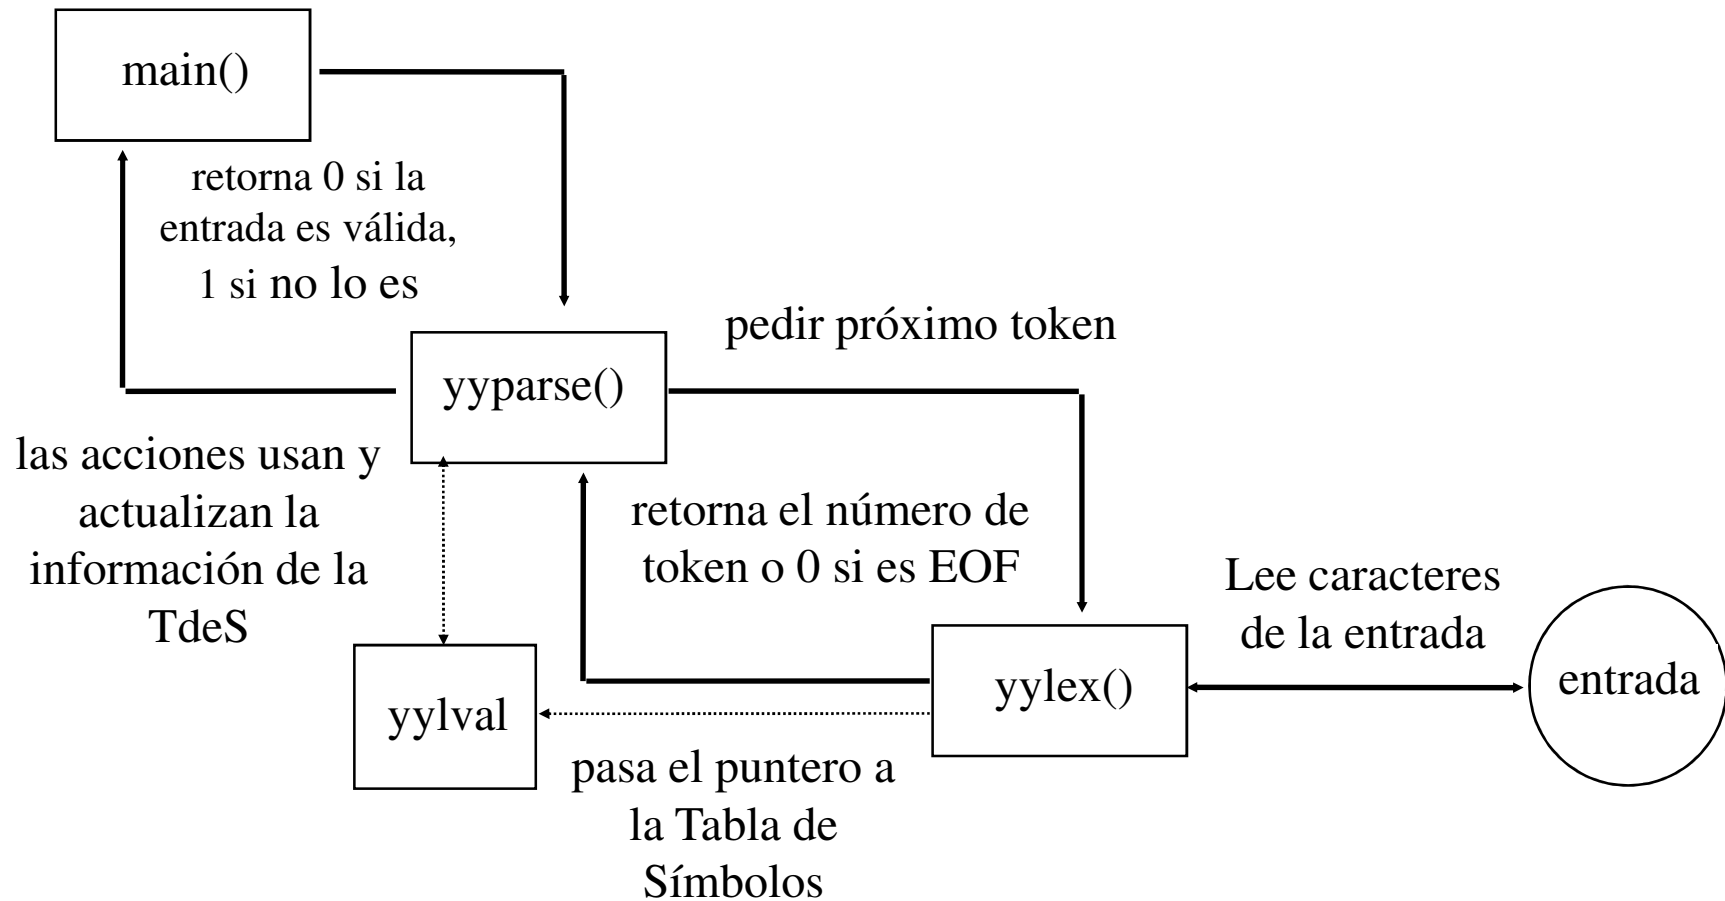 main()
retorna 0 si la
entrada es válida,
1 si no lo es
pedir próximo token
yyparse()
las acciones usan y
actualizan la
información de la
TdeS
retorna el número de
token o 0 si es EOF
Lee caracteres
de la entrada
entrada
yylex()
yylval
pasa el puntero a
la Tabla de
Símbolos